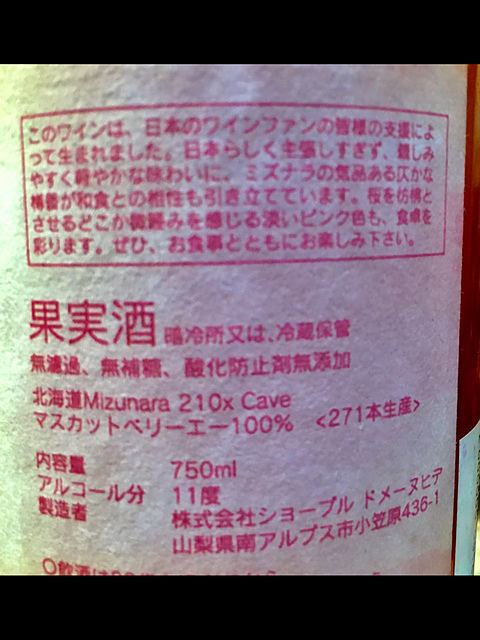 このワインは、日本のワインファンの皆様の支援によ
って生まれました。日本らしく主張しすぎず、親しみ
やすく軽やかな味わいに、ミズナラの気品ある仄かな
樽香が和食との相性も引き立てています。桜を彷彿と
させるどこか微睡みを感じる淡いピンク色も、食卓を
彩ります。ぜひ、お食事とともにお楽しみ下さい。
果実酒 暗冷所又は、冷蔵保管
無濾過、無補糖、酸化防止剤無添加
北海道Mizunara 210x Cave
マスカットベリーエー100% <271本生産>
内容量 750ml
アルコール分 11度
製造者 株式会社ショープル ドメーヌヒデ
山梨県南アルプス市小笠原436-1